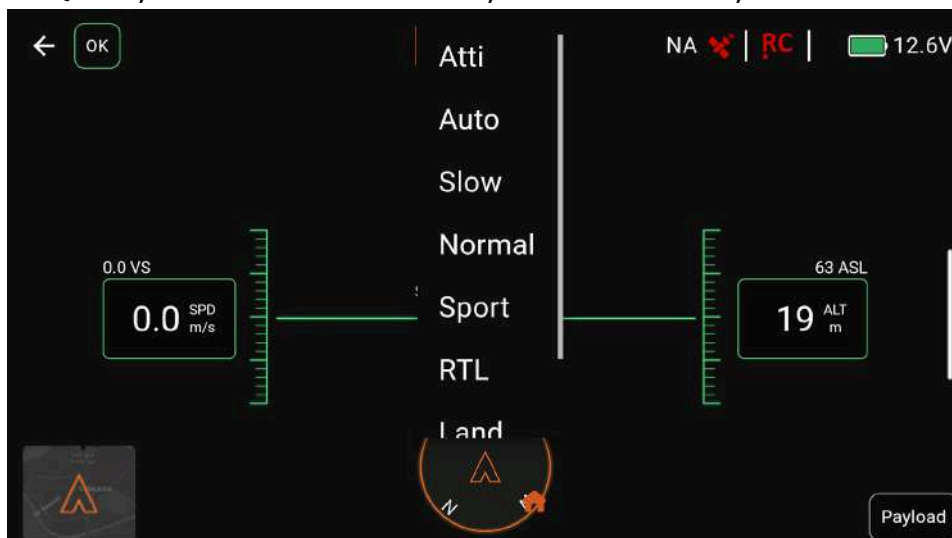 OK
NA
RC
12.6V
Atti
Auto
Slow
Normal
Sport
RTL
Land
0.0 VS
0.0 SPD
m/s
63 ASL
19 ALT
m
N
Payload